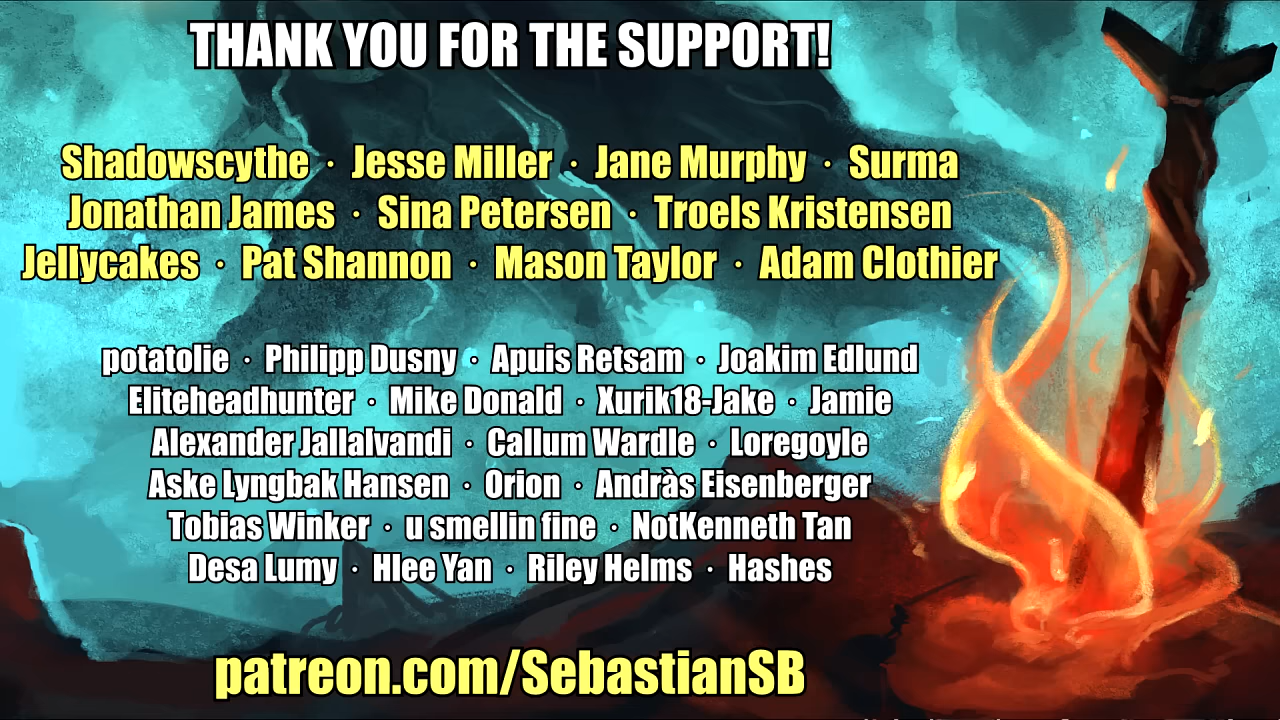 THANK YOU FOR THE SUPPORT!
Shadowscythe · Jesse Miller · Jane Murphy · Surma
Jonathan James · Sina Petersen · Troels Kristensen
Jellycakes · Pat Shannon · Mason Taylor · Adam Clothier
potatolie · Philipp Dusny · Apuis Retsam · Joakim Edlund
Eliteheadhunter · Mike Donald · Xurik18-Jake · Jamie
Alexander Jallalvandi · Callum Wardle · Loregoyle
Aske Lyngbak Hansen · Orion · Andràs Eisenberger
Tobias Winker · u smellin fine · NotKenneth Tan
Desa Lumy · Hlee Yan · Riley Helms · Hashes
patreon.com/SebastianSB